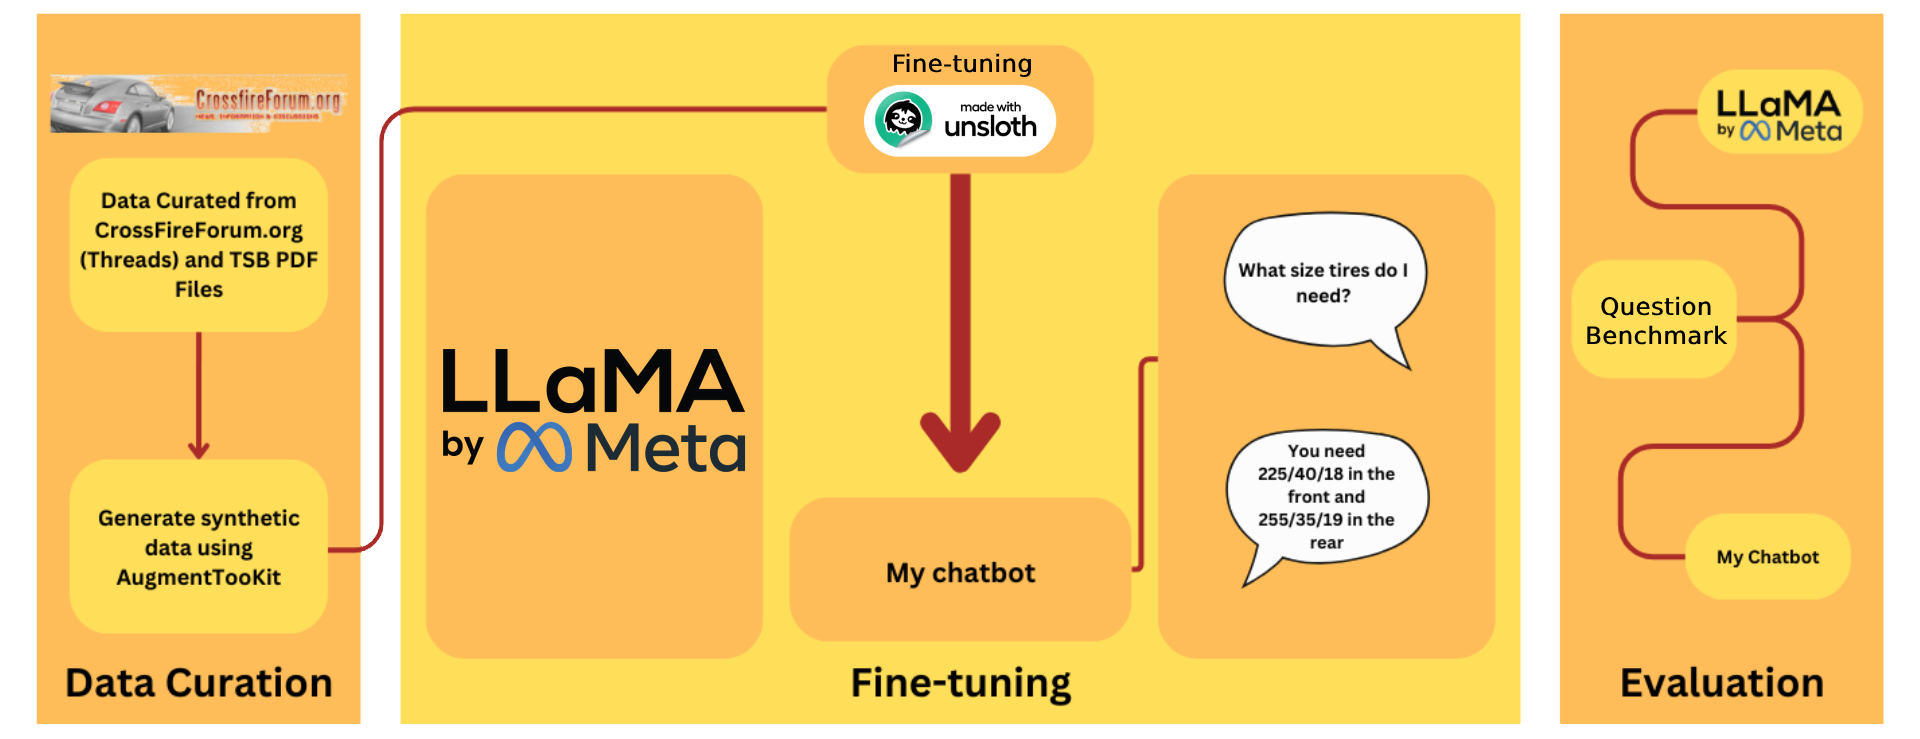 CrossfireForum.org
NEWS, INFORMATION & DISCUSSIONS
Data Curated from
CrossFireForum.org
(Threads) and TSB PDF
Files
Generate synthetic
data using
AugmentTooKit
Data Curation
Fine-tuning
made with
unsloth
LLaMA
by Meta
My chatbot
What size tires do I
need?
You need
225/40/18 in the
front and
255/35/19 in the
rear
Fine-tuning
LLaMA
by Meta
Question
Benchmark
My Chatbot
Evaluation